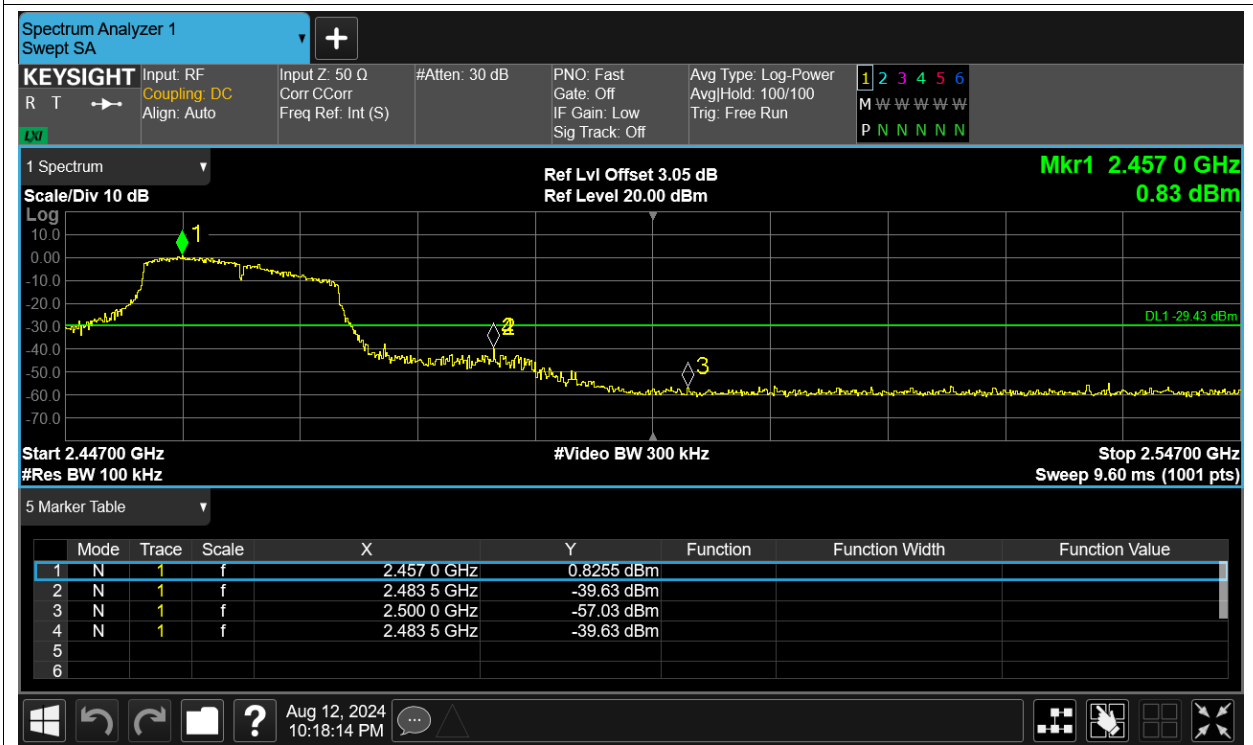 Spectrum Analyzer 1
Swept SA
+
KEYSIGHT Input: RF Input Z: 50 Ω #Atten: 30 dB PNO: Fast Avg Type: Log-Power 1 2 3 4 5 6
R T Coupling: DC Corr CCorr Gate: Off Avg|Hold: 100/100 M W W W W W W
Align: Auto Freq Ref: Int (S) IF Gain: Low Trig: Free Run
LXI Sig Track: Off P N N N N N N
1 Spectrum
Ref Lvl Offset 3.05 dB Mkr1 2.457 0 GHz
Scale/Div 10 dB Ref Level 20.00 dBm 0.83 dBm
Log
10.0
1
0.00
-10.0
-20.0
DL1 -29.43 dBm
-30.0
-40.0
3
-50.0
-60.0
-70.0
Start 2.44700 GHz #Video BW 300 kHz Stop 2.54700 GHz
#Res BW 100 kHz Sweep 9.60 ms (1001 pts)
5 Marker Table
Mode Trace Scale X Y Function Function Width Function Value
1 N 1 f 2.457 0 GHz 0.8255 dBm
2 N 1 f 2.483 5 GHz -39.63 dBm
3 N 1 f 2.500 0 GHz -57.03 dBm
4 N 1 f 2.483 5 GHz -39.63 dBm
5
6
? Aug 12, 2024
10:18:14 PM